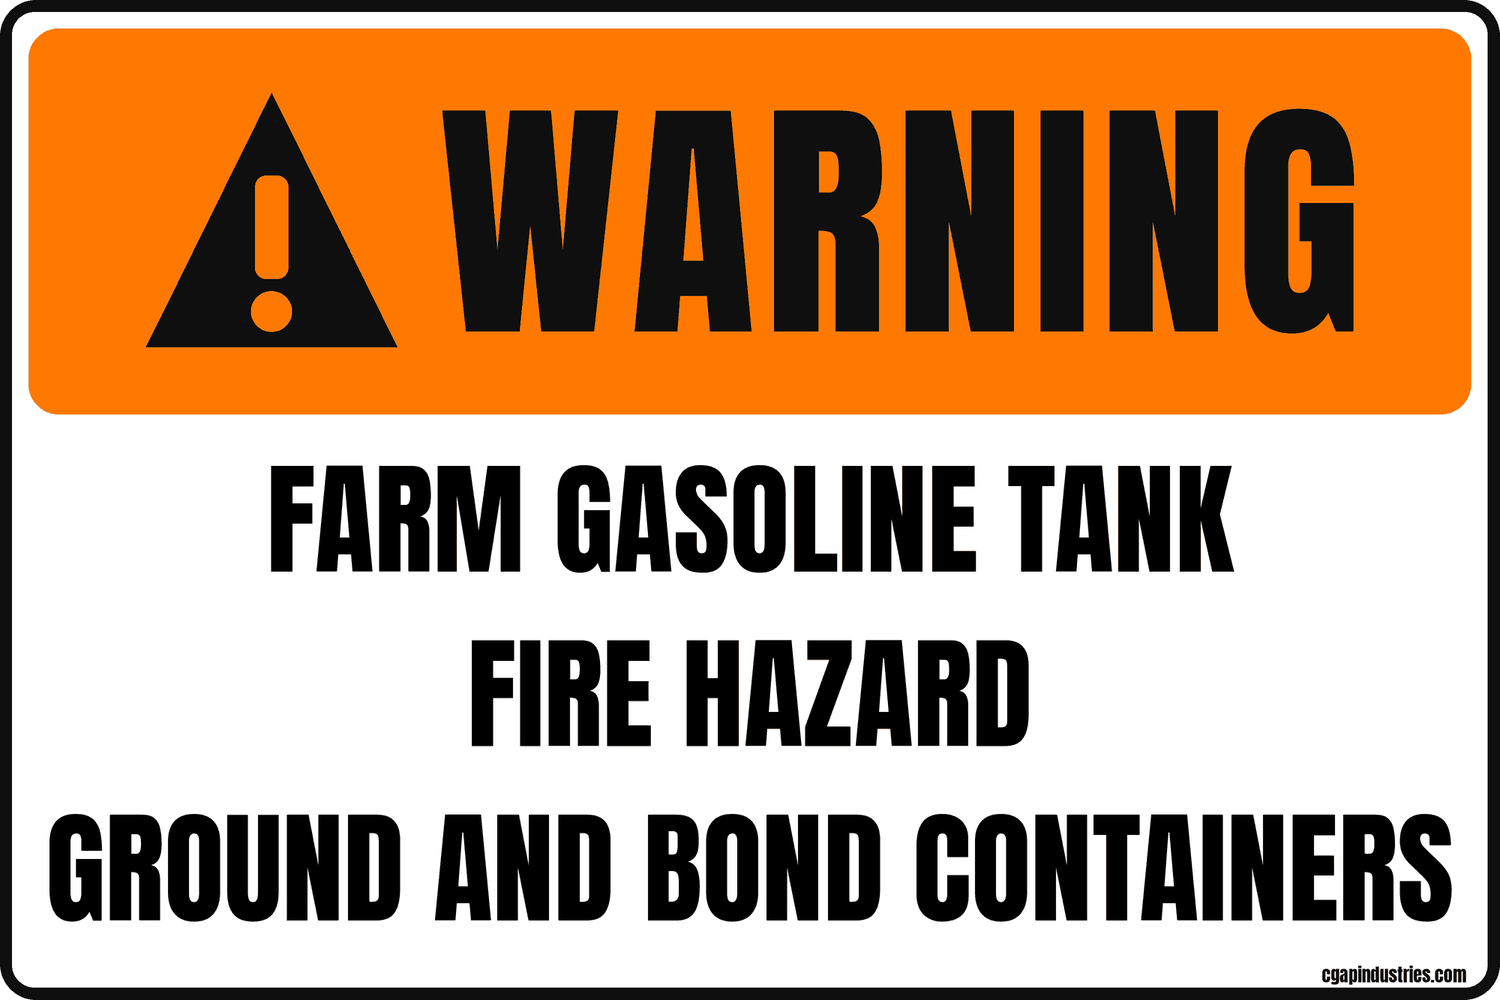 WARNING
FARM GASOLINE TANK
FIRE HAZARD
GROUND AND BOND CONTAINERS
cgapindustries.com